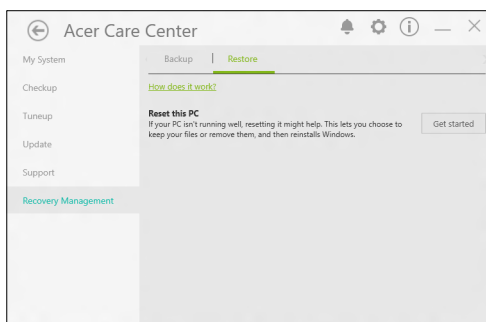 Acer Care Center
My System
Backup
Restore
Checkup
How does it work?
Tuneup
Reset this PC
If your PC isn't running well, resetting it might help. This lets you choose to
keep your files or remove them, and then reinstalls Windows.
Get started
Update
Support
Recovery Management